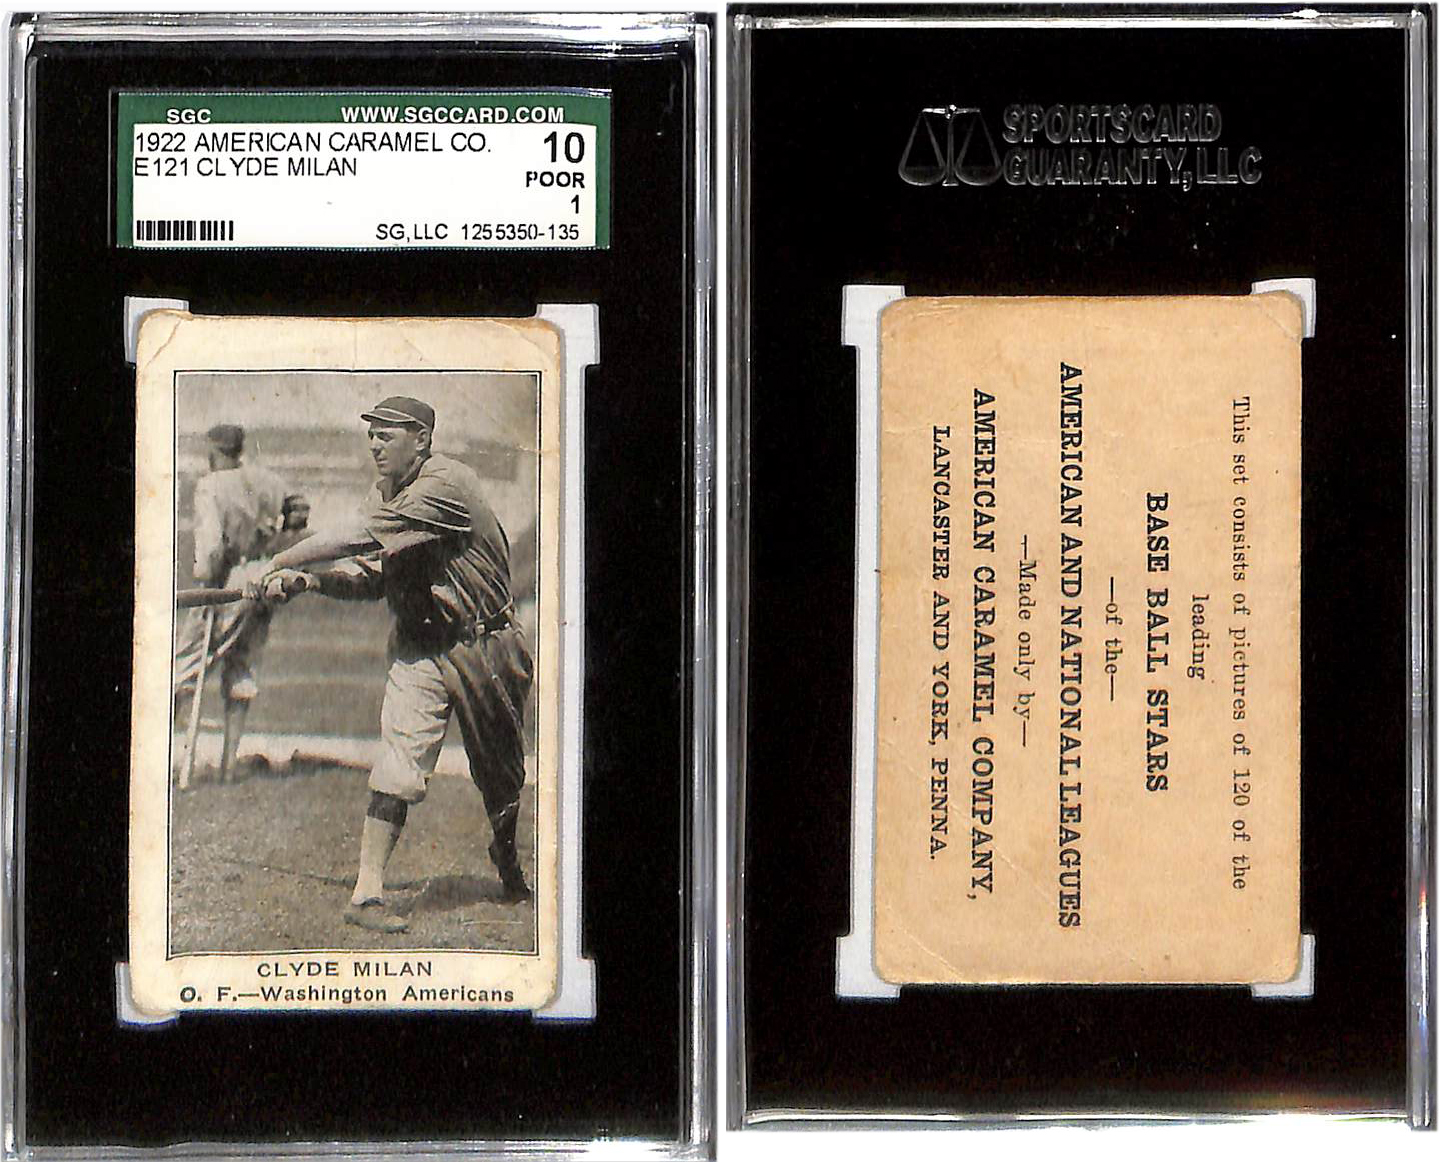 SGC WWW.SGCCARD.COM
1922 AMERICAN CARAMEL CO. 10
E121 CLYDE MILAN POOR
1
SG,LLC 1255350-135
CLYDE MILAN
O. F.—Washington Americans
SPORTSCARD
GUARANTY, LLC
This set consists of pictures of 120 of the
leading
BASE BALL STARS
—of the—
AMERICAN AND NATIONAL LEAGUES
—Made only by—
AMERICAN CARAMEL COMPANY,
LANCASTER AND YORK, PENNA.